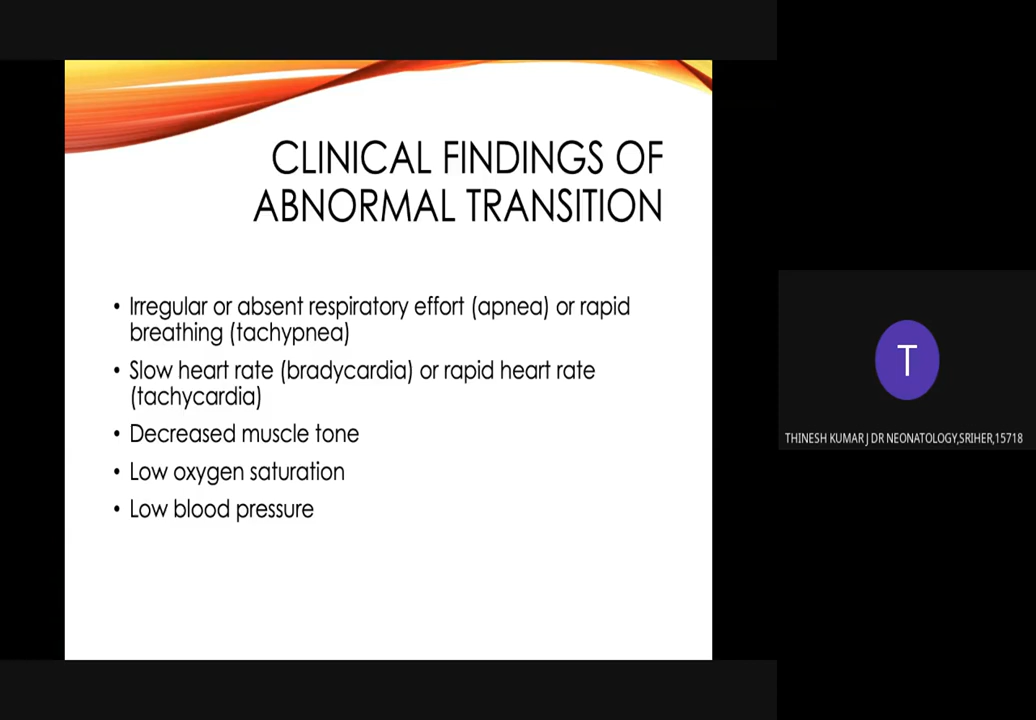 CLINICAL FINDINGS OF
ABNORMAL TRANSITION
• Irregular or absent respiratory effort (apnea) or rapid
breathing (tachypnea)
• Slow heart rate (bradycardia) or rapid heart rate
(tachycardia)
• Decreased muscle tone
• Low oxygen saturation
• Low blood pressure
T
THINESH KUMAR J DR NEONATOLOGY,SRIHER,15718